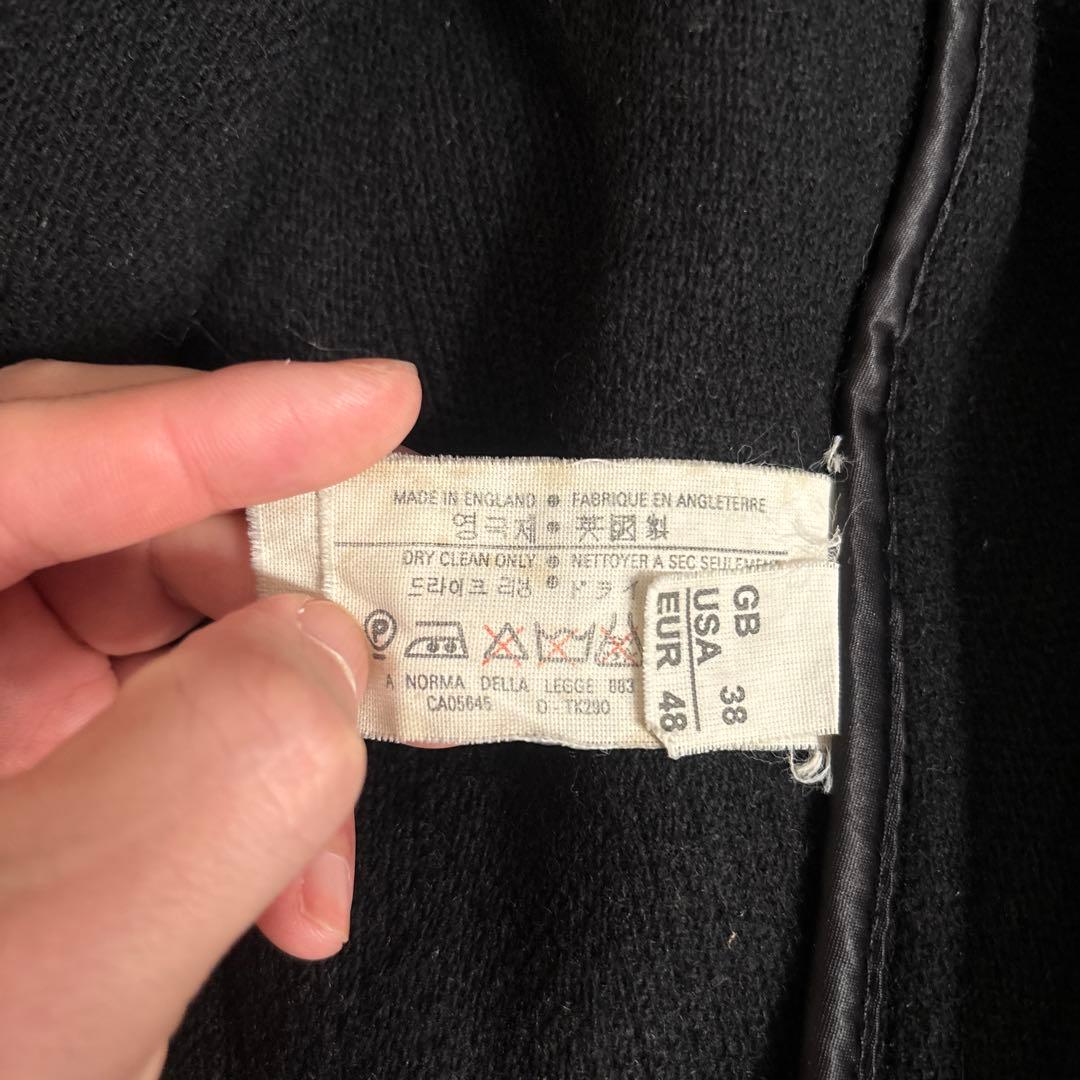 MADE IN ENGLAND ⊕ FABRIQUE EN ANGLETERRE
영국제 ⊕ 英国製
DRY CLEAN ONLY ⊕ NETTOYER A SEC SEULEMENT
드라이크리닝 ⊕ ドライ
P
A NORMA DELLA LEGGE 883
CA05645 D-TK290
GB
USA 38
EUR 48